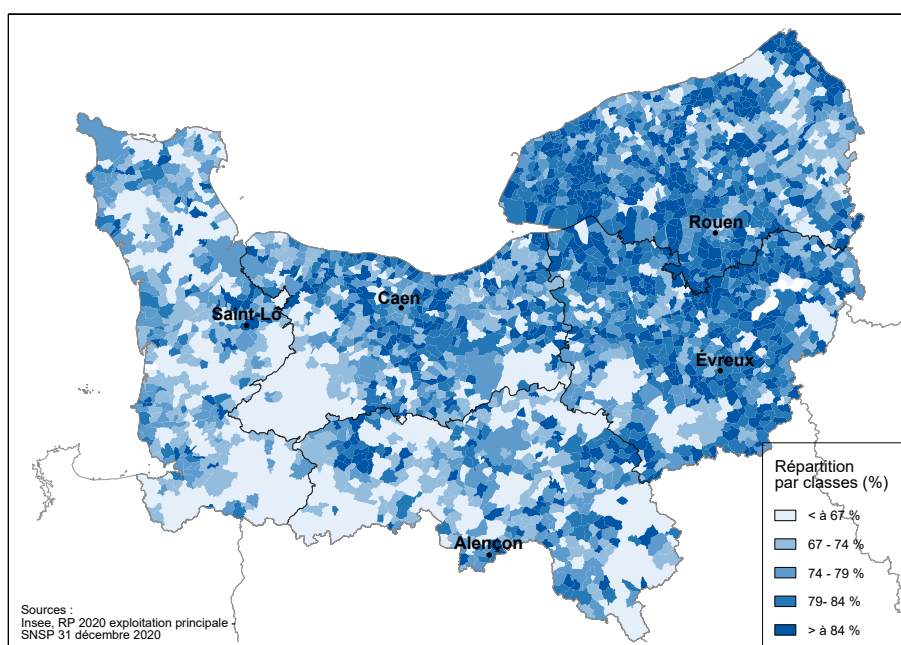 Rouen
Caen
Saint-Lô
Évreux
Alençon
Répartition
par classes (%)
< à 67 %
67 - 74 %
74 - 79 %
79- 84 %
> à 84 %
Sources :
Insee, RP 2020 exploitation principale -
SNSP 31 décembre 2020